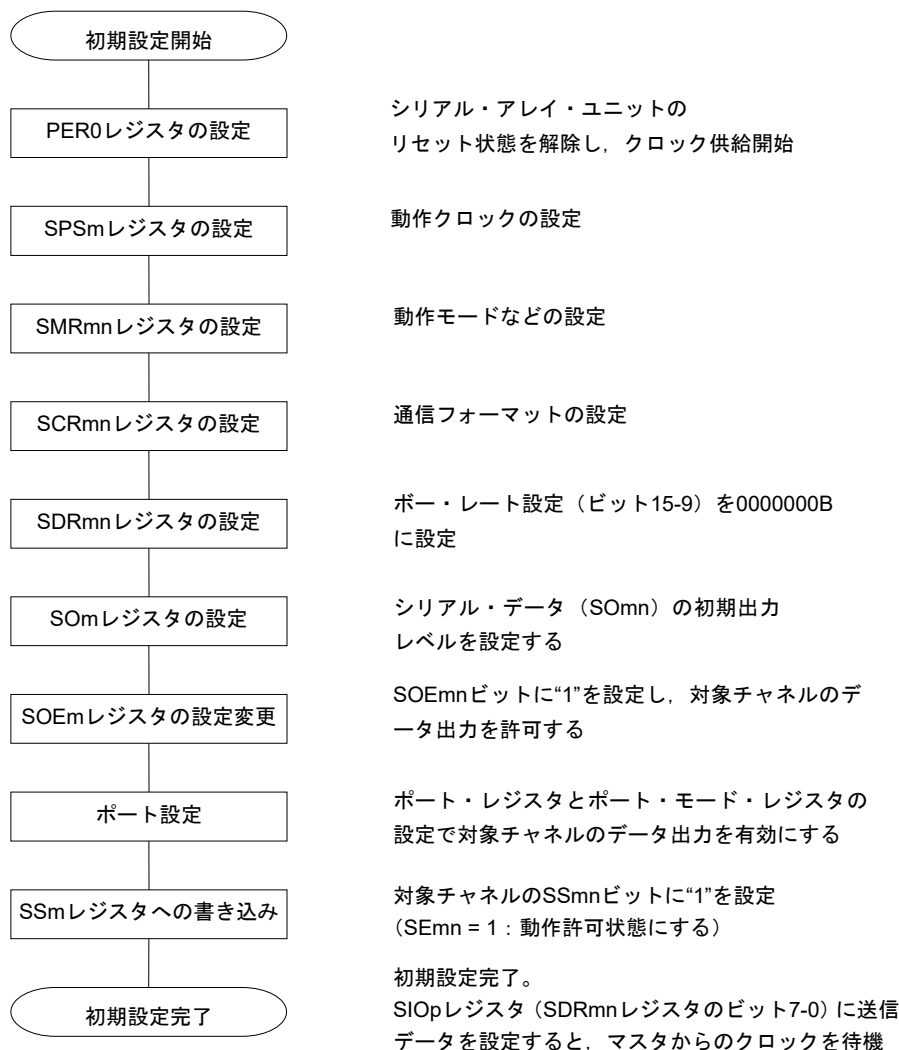 初期設定開始
PER0レジスタの設定
シリアル・アレイ・ユニットの
リセット状態を解除し，クロック供給開始
SPSmレジスタの設定
動作クロックの設定
SMRmnレジスタの設定
動作モードなどの設定
SCRmnレジスタの設定
通信フォーマットの設定
SDRmnレジスタの設定
ボー・レート設定（ビット15-9）を0000000B
に設定
SOmレジスタの設定
シリアル・データ（SOmn）の初期出力
レベルを設定する
SOEmレジスタの設定変更
SOEmnビットに“1”を設定し，対象チャネルのデ
ータ出力を許可する
ポート設定
ポート・レジスタとポート・モード・レジスタの
設定で対象チャネルのデータ出力を有効にする
SSmレジスタへの書き込み
対象チャネルのSSmnビットに“1”を設定
（SEmn = 1：動作許可状態にする）
初期設定完了
初期設定完了。
SIOpレジスタ（SDRmnレジスタのビット7-0）に送信
データを設定すると，マスタからのクロックを待機